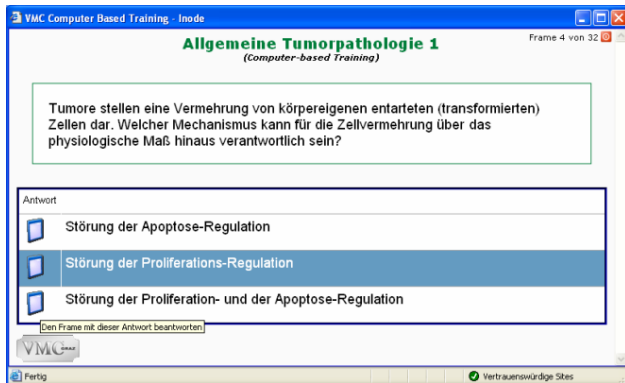 VMC Computer Based Training - Inode
Allgemeine Tumorpathologie 1
(Computer-based Training)
Frame 4 von 32
Tumore stellen eine Vermehrung von körpereigenen entarteten (transformierten)
Zellen dar. Welcher Mechanismus kann für die Zellvermehrung über das
physiologische Maß hinaus verantwortlich sein?
Antwort
Störung der Apoptose-Regulation
Störung der Proliferations-Regulation
Störung der Proliferation- und der Apoptose-Regulation
Den Frame mit dieser Antwort beantworten
VMC GRAZ
Fertig
Vertrauenswürdige Sites